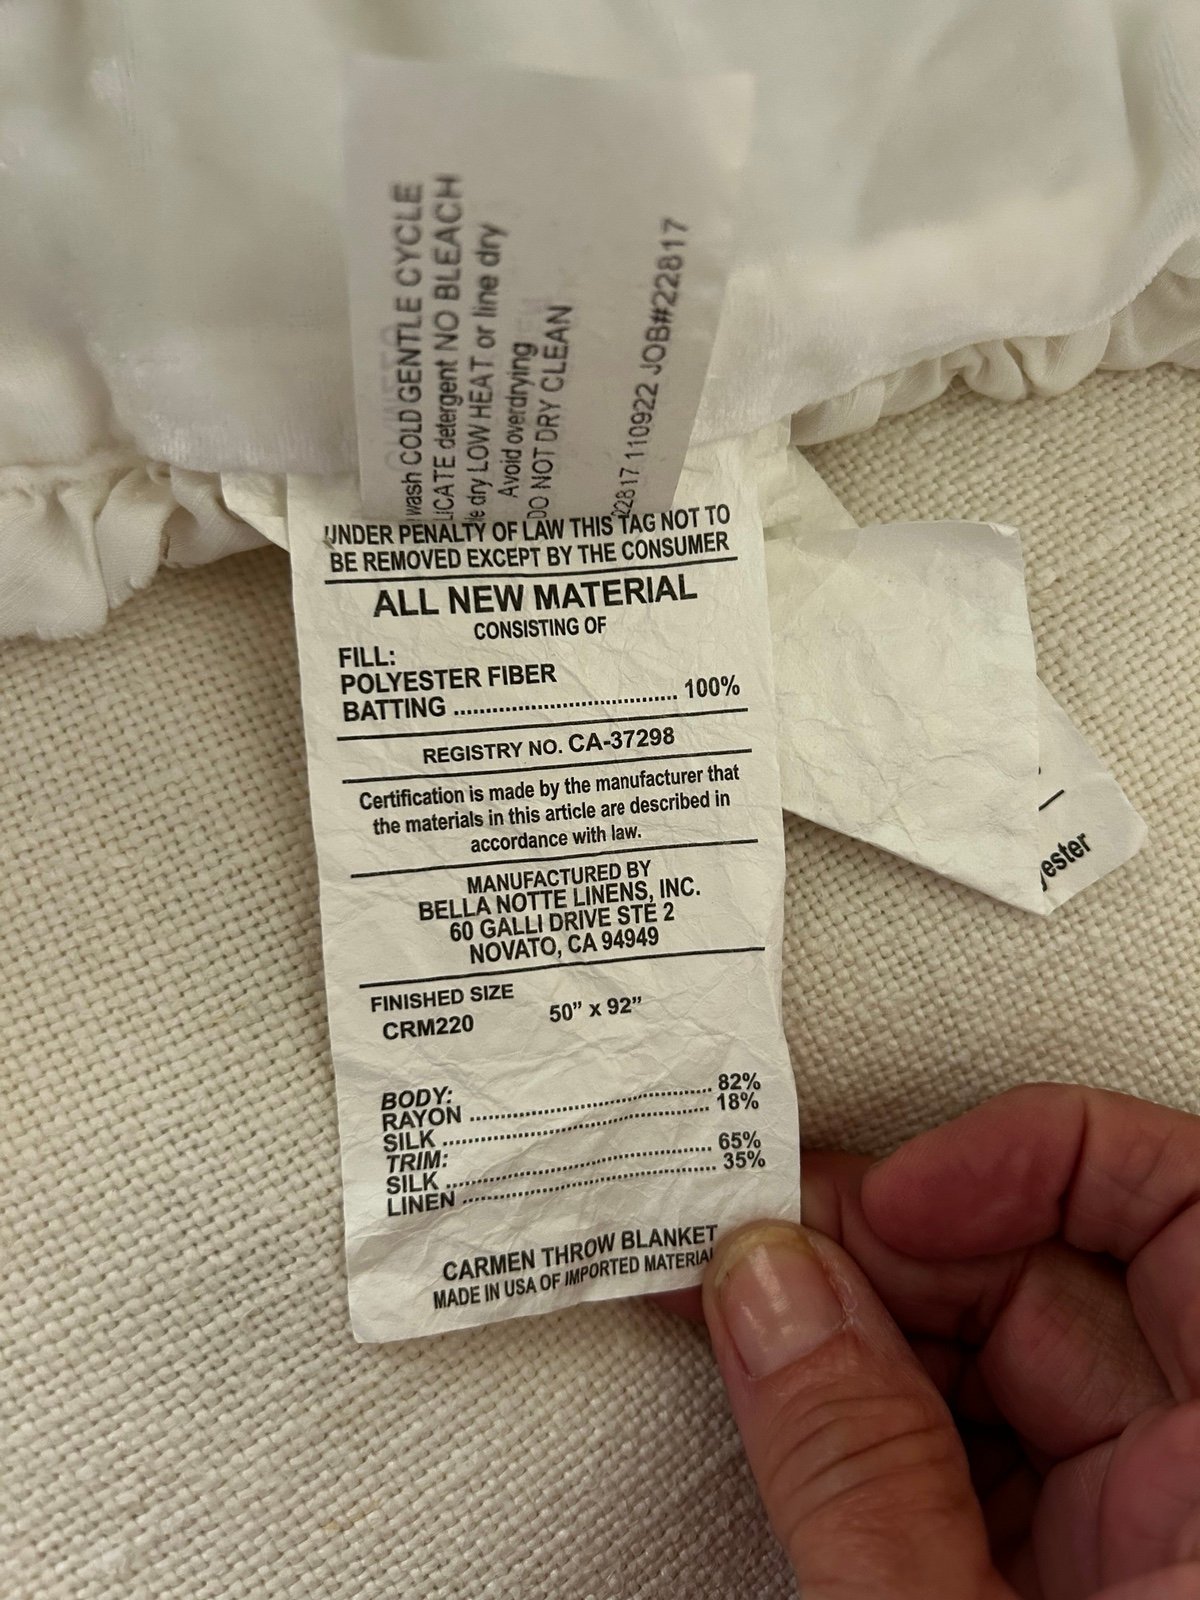 wash COLD GENTLE CYCLE
ICATE detergent NO BLEACH
le dry LOW HEAT or line dry
Avoid overdrying
DO NOT DRY CLEAN
22817 110922 JOB#22817
UNDER PENALTY OF LAW THIS TAG NOT TO
BE REMOVED EXCEPT BY THE CONSUMER
ALL NEW MATERIAL
CONSISTING OF
FILL:
POLYESTER FIBER
BATTING .................................. 100%
REGISTRY NO. CA-37298
Certification is made by the manufacturer that
the materials in this article are described in
accordance with law.
MANUFACTURED BY
BELLA NOTTE LINENS, INC.
60 GALLI DRIVE STE 2
NOVATO, CA 94949
FINISHED SIZE
CRM220 50” x 92”
BODY:
RAYON .................................. 82%
SILK .................................. 18%
TRIM:
SILK .................................. 65%
LINEN .................................. 35%
CARMEN THROW BLANKET
MADE IN USA OF IMPORTED MATERIAL
yester